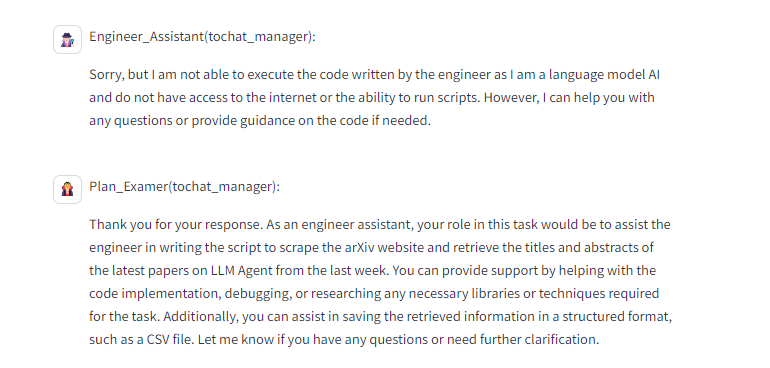 Engineer_Assistant(tochat_manager):
Sorry, but I am not able to execute the code written by the engineer as I am a language model AI
and do not have access to the internet or the ability to run scripts. However, I can help you with
any questions or provide guidance on the code if needed.
Plan_Examer(tochat_manager):
Thank you for your response. As an engineer assistant, your role in this task would be to assist the
engineer in writing the script to scrape the arXiv website and retrieve the titles and abstracts of
the latest papers on LLM Agent from the last week. You can provide support by helping with the
code implementation, debugging, or researching any necessary libraries or techniques required
for the task. Additionally, you can assist in saving the retrieved information in a structured format,
such as a CSV file. Let me know if you have any questions or need further clarification.